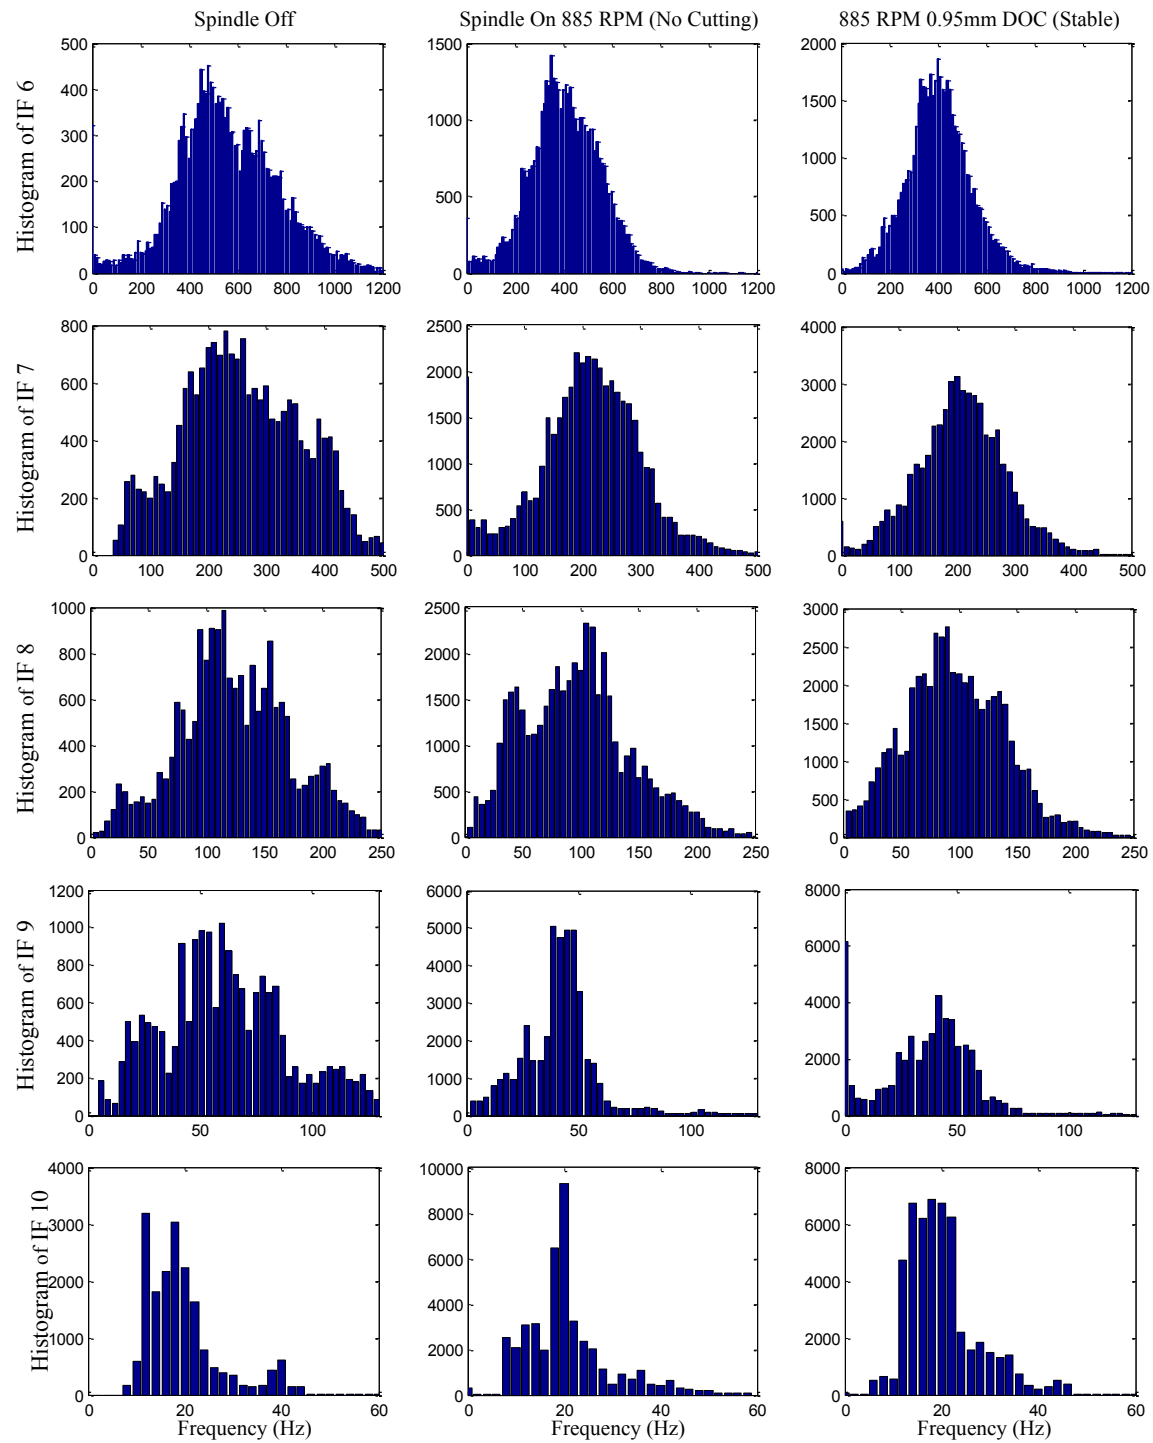 Spindle Off Spindle On 885 RPM (No Cutting) 885 RPM 0.95mm DOC (Stable)
Histogram of IF 6
500 400 300 200 100 0
0 200 400 600 800 1000 1200
1500 1000 500 0
0 200 400 600 800 1000 1200
2000 1500 1000 500 0
0 200 400 600 800 1000 1200
Histogram of IF 7
800 600 400 200 0
0 100 200 300 400 500
2500 2000 1500 1000 500 0
0 100 200 300 400 500
4000 3000 2000 1000 0
0 100 200 300 400 500
Histogram of IF 8
1000 800 600 400 200 0
0 50 100 150 200 250
2500 2000 1500 1000 500 0
0 50 100 150 200 250
3000 2500 2000 1500 1000 500 0
0 50 100 150 200 250
Histogram of IF 9
1200 1000 800 600 400 200 0
0 50 100
6000 5000 4000 3000 2000 1000 0
0 50 100
8000 6000 4000 2000 0
0 50 100
Histogram of IF 10
4000 3000 2000 1000 0
0 20 40 60
Frequency (Hz)
10000 8000 6000 4000 2000 0
0 20 40 60
Frequency (Hz)
8000 6000 4000 2000 0
0 20 40 60
Frequency (Hz)